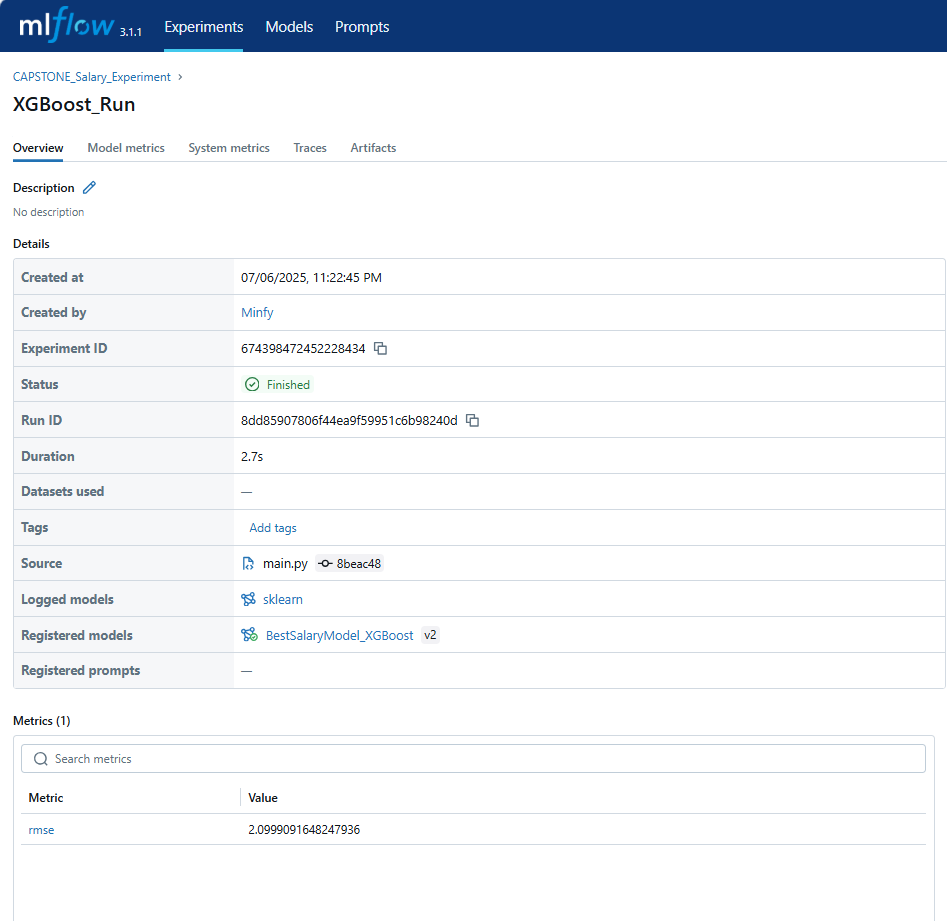 mlflow 3.1.1 Experiments Models Prompts
CAPSTONE_Salary_Experiment ›
XGBoost_Run
Overview Model metrics System metrics Traces Artifacts
Description
No description
Details
Created at 07/06/2025, 11:22:45 PM
Created by Minfy
Experiment ID 674398472452228434
Status Finished
Run ID 8dd85907806f44ea9f59951c6b98240d
Duration 2.7s
Datasets used —
Tags Add tags
Source main.py 8beac48
Logged models sklearn
Registered models BestSalaryModel_XGBoost v2
Registered prompts —
Metrics (1)
Search metrics
Metric Value
rmse 2.0999091648247936